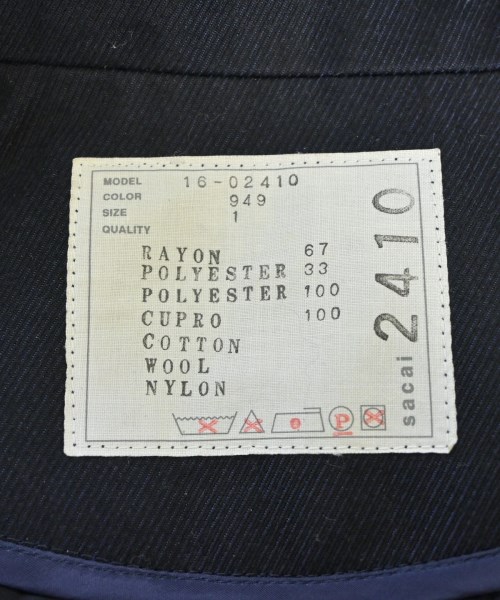 MODEL 16-02410
COLOR 949
SIZE 1
QUALITY
RAYON 67
POLYESTER 33
POLYESTER 100
CUPRO 100
COTTON
WOOL
NYLON
P
sacai 2410